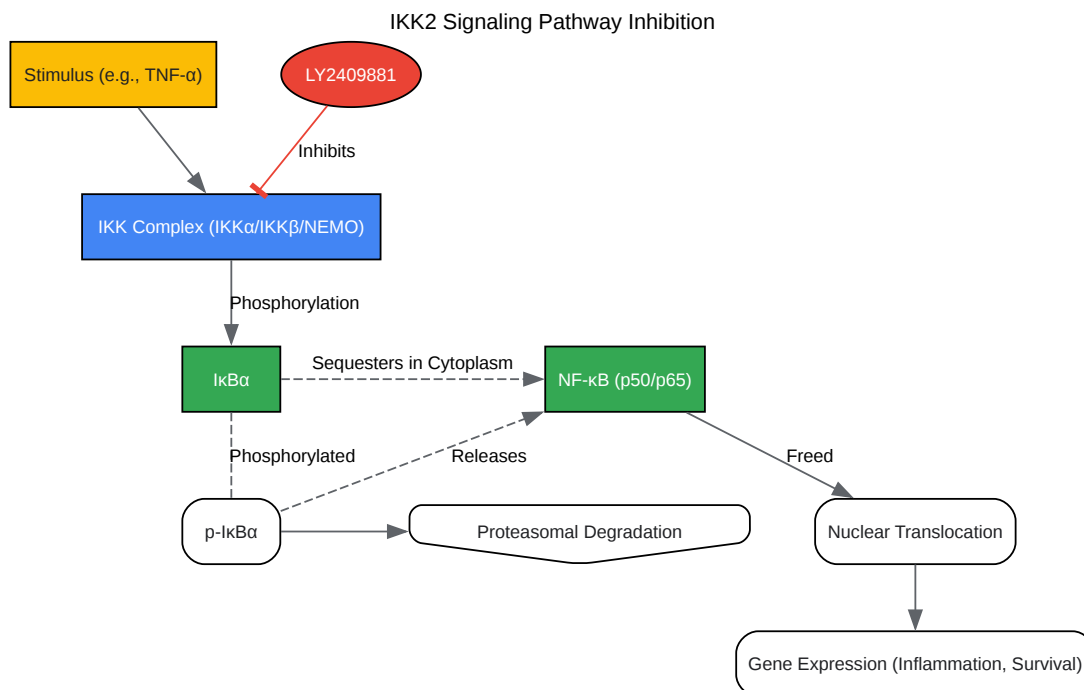 IKK2 Signaling Pathway Inhibition
Stimulus (e.g., TNF-α)
LY2409881
Inhibits
IKK Complex (IKKα/IKKβ/NEMO)
Phosphorylation
IκBα
Sequesters in Cytoplasm
NF-κB (p50/p65)
Phosphorylated
Releases
Freed
p-IκBα
Proteasomal Degradation
Nuclear Translocation
Gene Expression (Inflammation, Survival)